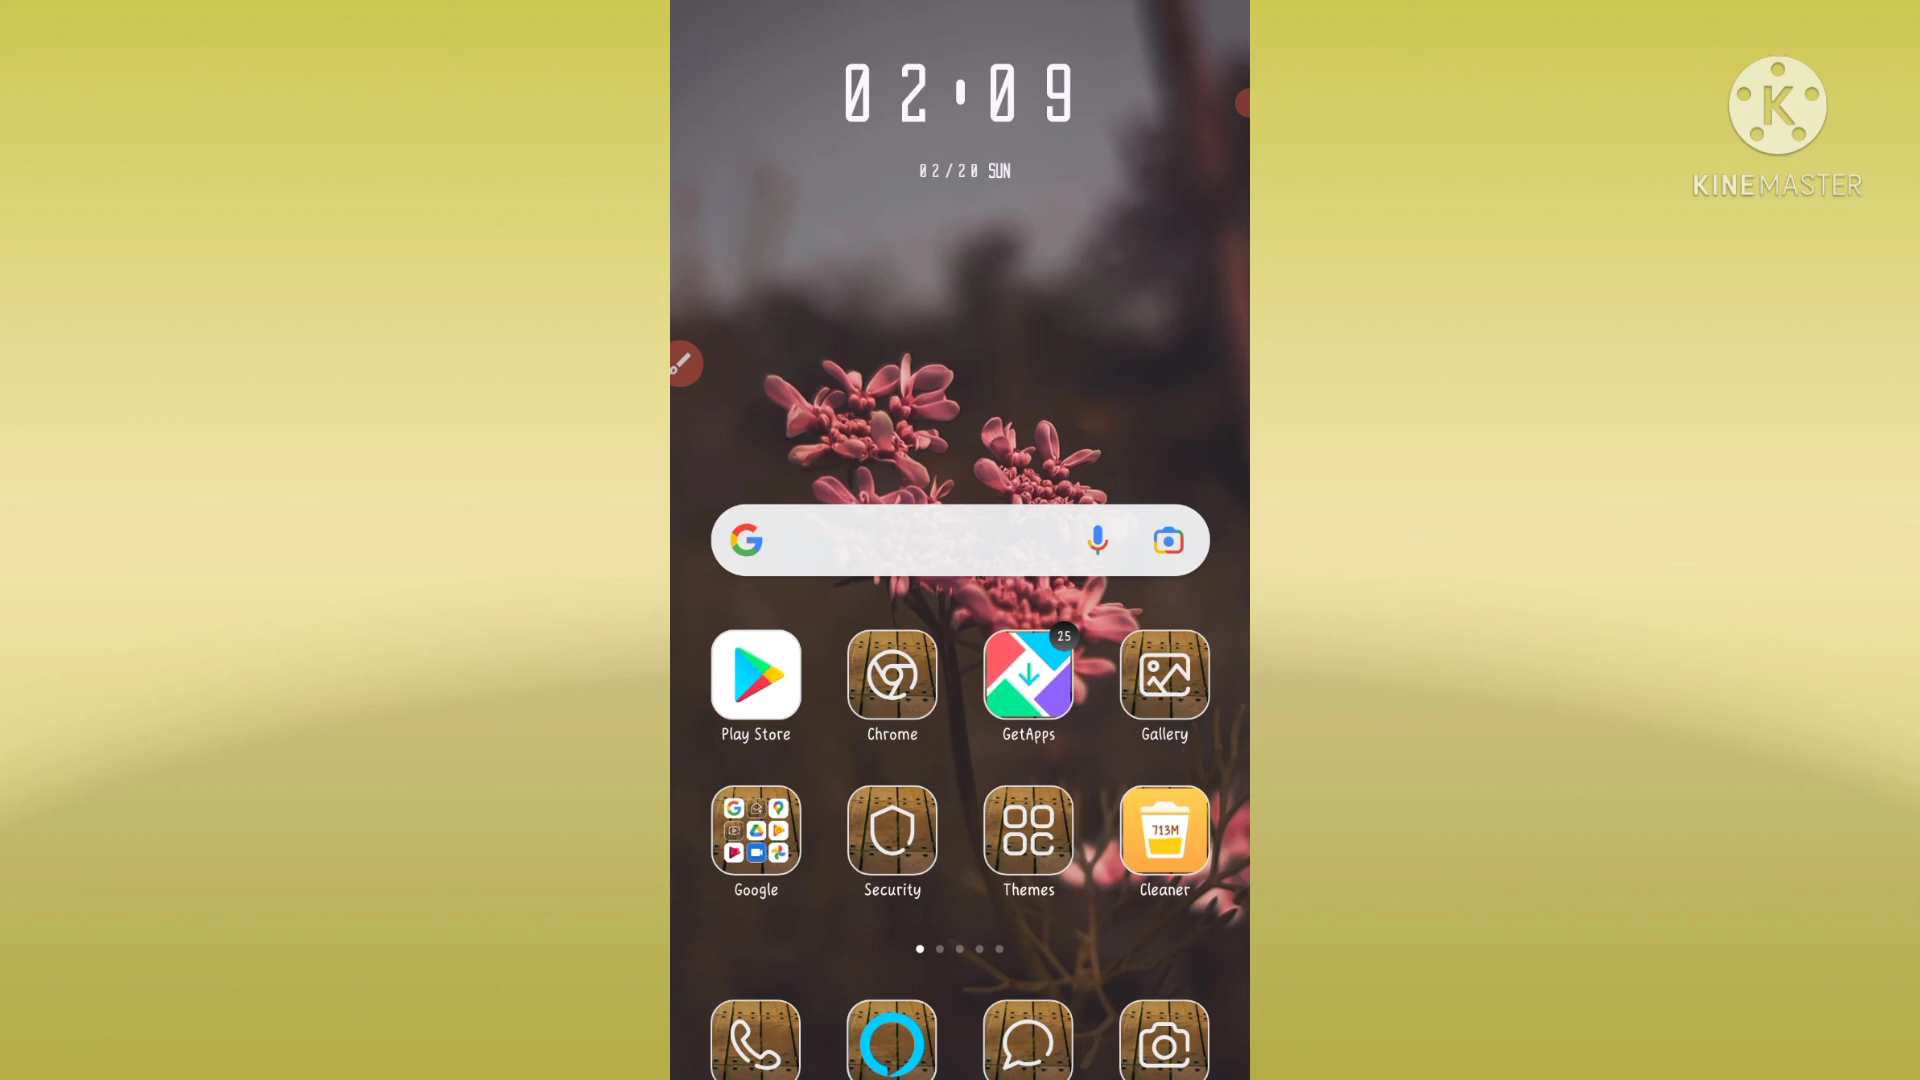 02:09
02/20 SUN
KINEMASTER
25
Play Store
Chrome
GetApps
Gallery
713M
Google
Security
Themes
Cleaner